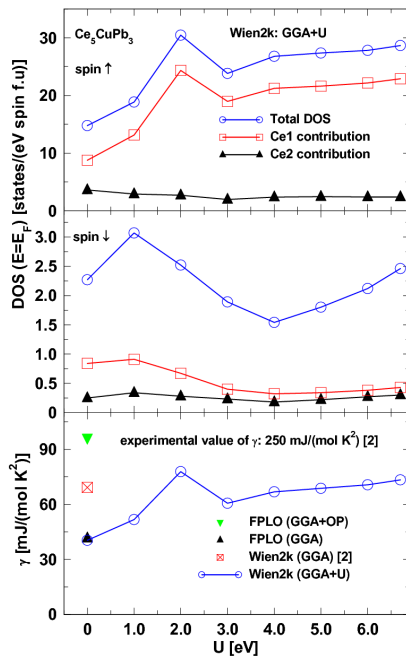 Ce5CuPb3
Wien2k: GGA+U
spin ↑
30
20
10
0
Total DOS
Ce1 contribution
Ce2 contribution
DOS (E=EF) [states/(eV spin f.u)]
spin ↓
3.0
2.5
2.0
1.5
1.0
0.5
0
experimental value of γ: 250 mJ/(mol K²) [2]
γ [mJ/(mol K²)]
90
60
30
0
FPLO (GGA+OP)
FPLO (GGA)
Wien2k (GGA) [2]
Wien2k (GGA+U)
0 1.0 2.0 3.0 4.0 5.0 6.0
U [eV]